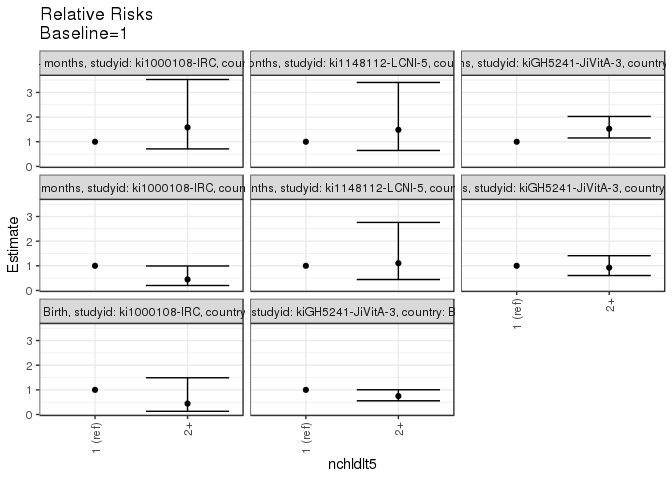 Relative Risks
Baseline=1
months, studyid: ki1000108-IRC, coun
months, studyid: ki1148112-LCNI-5, cou
studyid: kiGH5241-JiVitA-3, country
3
2
1
0
months, studyid: ki1000108-IRC, coun
months, studyid: ki1148112-LCNI-5, coun
studyid: kiGH5241-JiVitA-3, country
Estimate
3
2
1
0
Birth, studyid: ki1000108-IRC, country
studyid: kiGH5241-JiVitA-3, country: B
1 (ref)
2+
3
2
1
0
1 (ref)
2+
1 (ref)
2+
nchldlt5